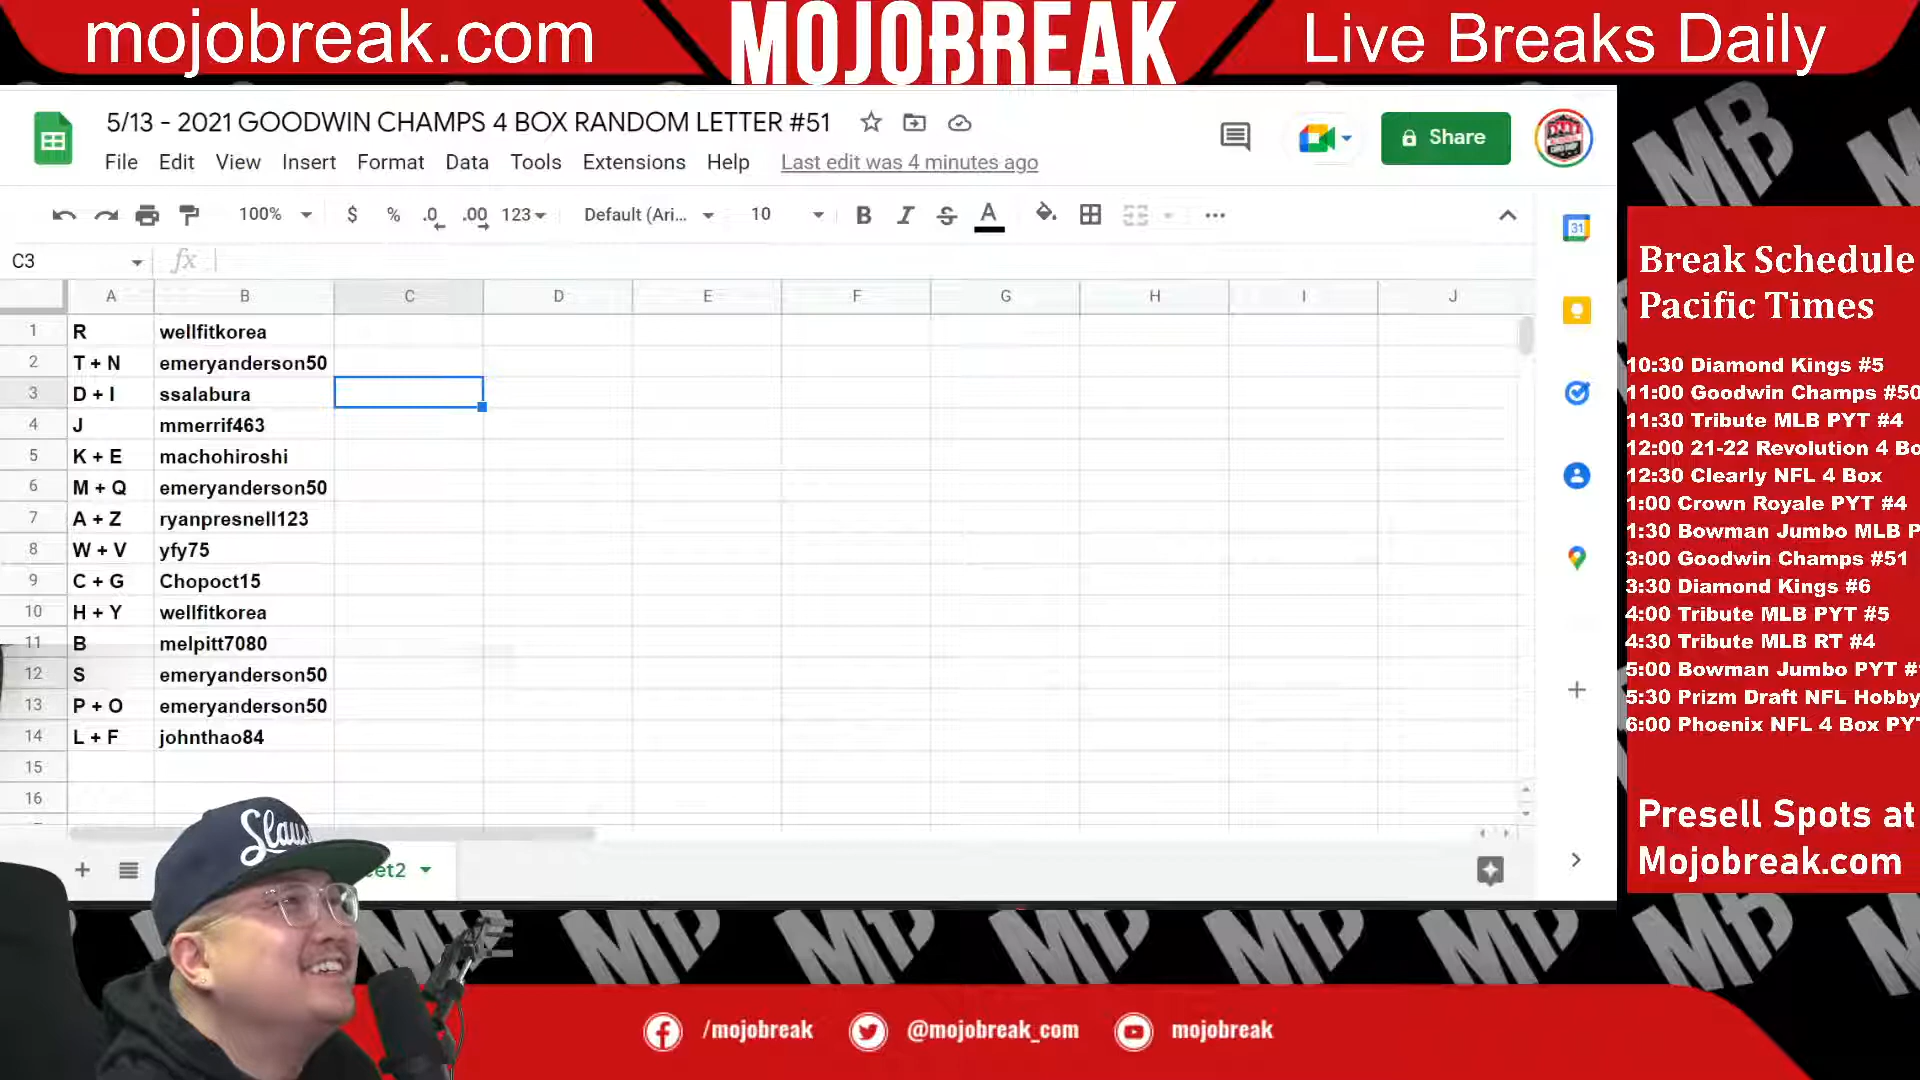 mojobreak.com
MOJOBREAK
Live Breaks Daily
5/13 - 2021 GOODWIN CHAMPS 4 BOX RANDOM LETTER #51
Share
File Edit View Insert Format Data Tools Extensions Help Last edit was 4 minutes ago
100% $ % .0 .00 123 Default (Ari... 10 B I S A
31
C3 fx
A B C D E F G H I J
1 R wellfitkorea
2 T + N emeryanderson50
3 D + I ssalabura
4 J mmerrif463
5 K + E machohiroshi
6 M + Q emeryanderson50
7 A + Z ryanpresnell123
8 W + V yfy75
9 C + G Chopoct15
10 H + Y wellfitkorea
11 B melpitt7080
12 S emeryanderson50
13 P + O emeryanderson50
14 L + F johnthao84
15
16
et2
Break Schedule
Pacific Times
10:30 Diamond Kings #5
11:00 Goodwin Champs #50
11:30 Tribute MLB PYT #4
12:00 21-22 Revolution 4 Bo
12:30 Clearly NFL 4 Box
1:00 Crown Royale PYT #4
1:30 Bowman Jumbo MLB P
3:00 Goodwin Champs #51
3:30 Diamond Kings #6
4:00 Tribute MLB PYT #5
4:30 Tribute MLB RT #4
5:00 Bowman Jumbo PYT #
5:30 Prizm Draft NFL Hobby
6:00 Phoenix NFL 4 Box PYT
Presell Spots at
Mojobreak.com
/mojobreak @mojobreak_com mojobreak